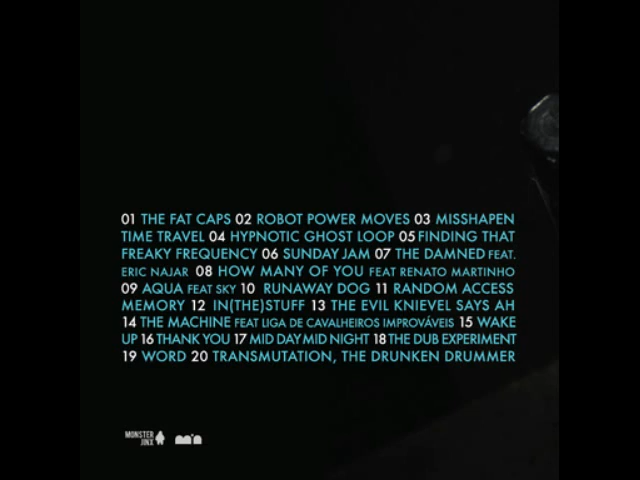 01 THE FAT CAPS 02 ROBOT POWER MOVES 03 MISSHAPEN
TIME TRAVEL 04 HYPNOTIC GHOST LOOP 05 FINDING THAT
FREAKY FREQUENCY 06 SUNDAY JAM 07 THE DAMNED FEAT.
ERIC NAJAR 08 HOW MANY OF YOU FEAT RENATO MARTINHO
09 AQUA FEAT SKY 10 RUNAWAY DOG 11 RANDOM ACCESS
MEMORY 12 IN(THE)STUFF 13 THE EVIL KNIEVEL SAYS AH
14 THE MACHINE FEAT LIGA DE CAVALHEIROS IMPROVÁVEIS 15 WAKE
UP 16 THANK YOU 17 MID DAY MID NIGHT 18 THE DUB EXPERIMENT
19 WORD 20 TRANSMUTATION, THE DRUNKEN DRUMMER
MONSTER
JINX